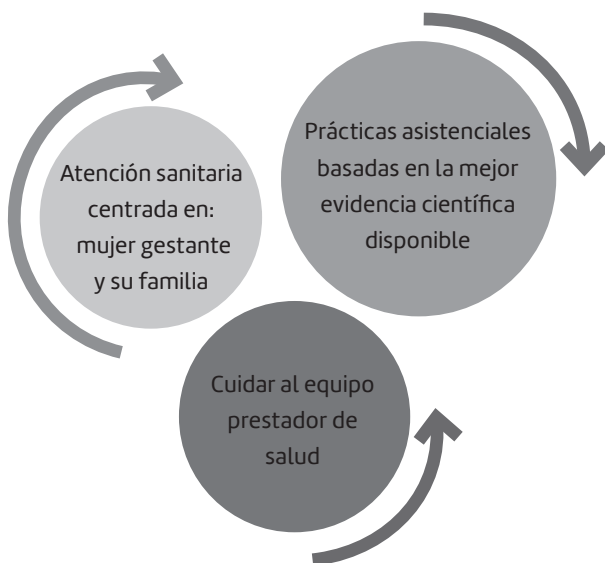 Atención sanitaria
centrada en:
mujer gestante
y su familia
Prácticas asistenciales
basadas en la mejor
evidencia científica
disponible
Cuidar al equipo
prestador de
salud